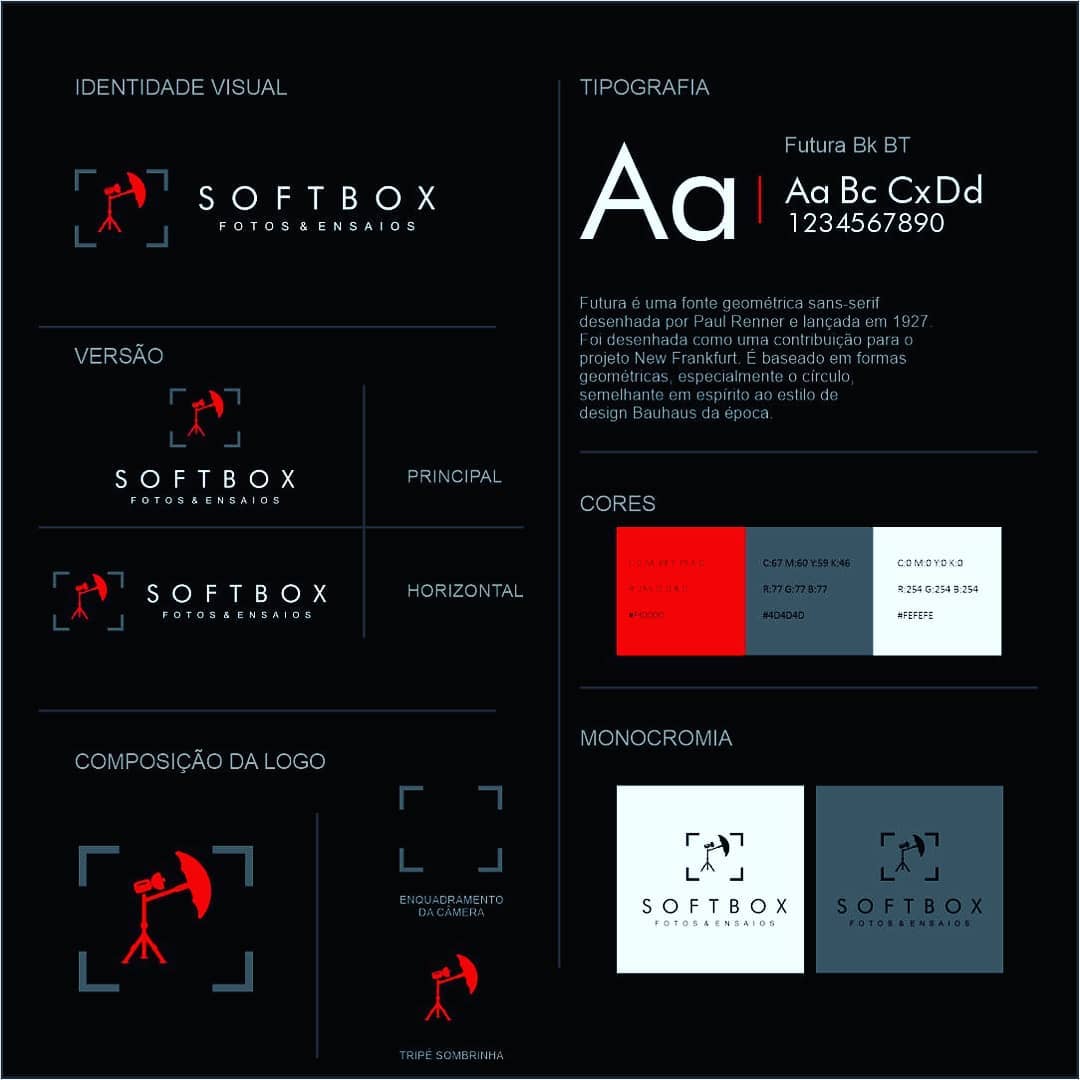 IDENTIDADE VISUAL
SOFTBOX
FOTOS & ENSAIOS
VERSÃO
SOFTBOX
FOTOS & ENSAIOS
PRINCIPAL
SOFTBOX
FOTOS & ENSAIOS
HORIZONTAL
COMPOSIÇÃO DA LOGO
ENQUADRAMENTO
DA CÂMERA
TRIPÉ SOMBRINHA
TIPOGRAFIA
Aa
Futura Bk BT
Aa Bc CxDd
1234567890
Futura é uma fonte geométrica sans-serif
desenhada por Paul Renner e lançada em 1927.
Foi desenhada como uma contribuição para o
projeto New Frankfurt. É baseado em formas
geométricas, especialmente o círculo,
semelhante em espírito ao estilo de
design Bauhaus da época.
CORES
C:67 M:60 Y:59 K:46
R:77 G:77 B:77
#4D4D4D
C:0 M:0 Y:0 K:0
R:254 G:254 B:254
#FEFEFE
MONOCROMIA
SOFTBOX
FOTOS & ENSAIOS
SOFTBOX
FOTOS & ENSAIOS